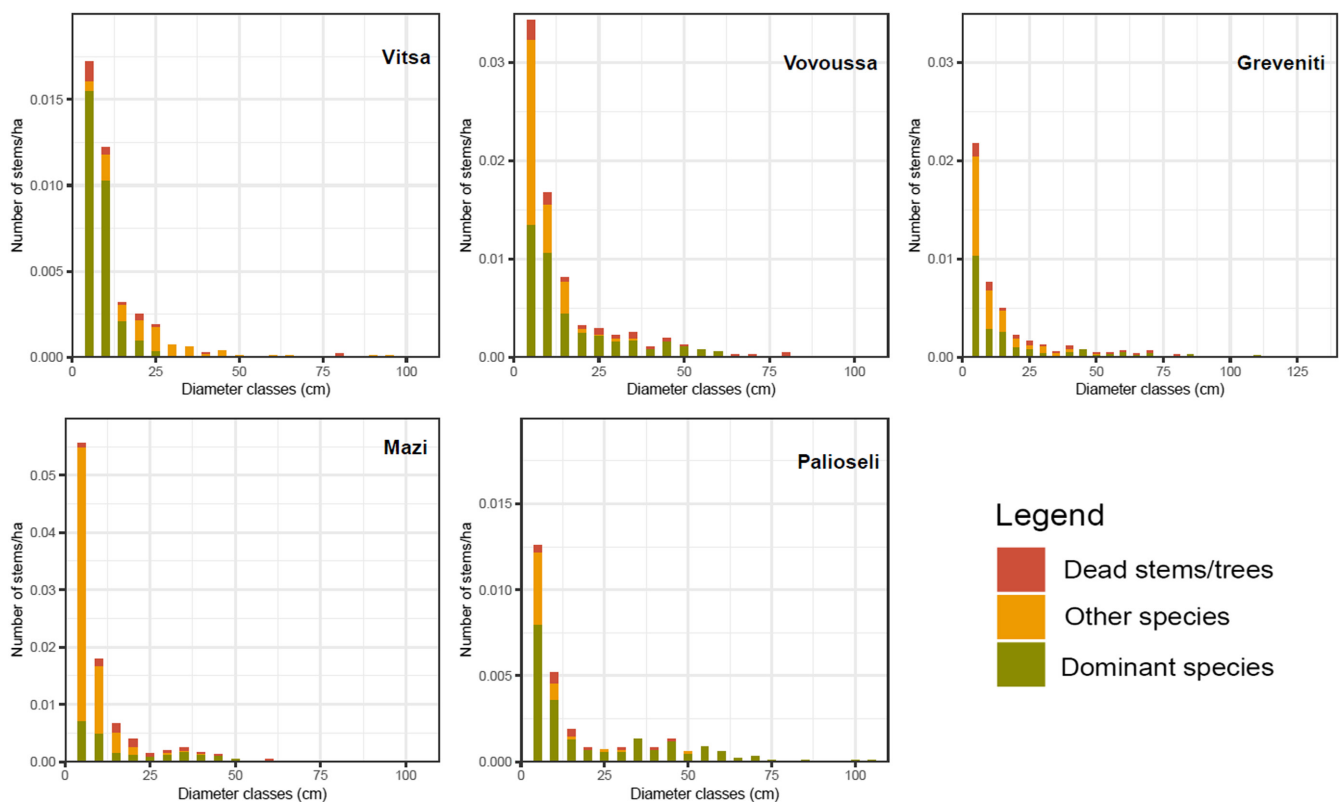 Vitsa
Number of stems/ha
0.015
0.010
0.005
0.000
0
25
50
75
100
Diameter classes (cm)
Vovoussa
Number of stems/ha
0.03
0.02
0.01
0.00
0
25
50
75
100
Diameter classes (cm)
Greveniti
Number of stems/ha
0.03
0.02
0.01
0.00
0
25
50
75
100
125
Diameter classes (cm)
Mazi
Number of stems/ha
0.05
0.04
0.03
0.02
0.01
0.00
0
25
50
75
100
Diameter classes (cm)
Palioseli
Number of stems/ha
0.015
0.010
0.005
0.000
0
25
50
75
100
Diameter classes (cm)
Legend
Dead stems/trees
Other species
Dominant species